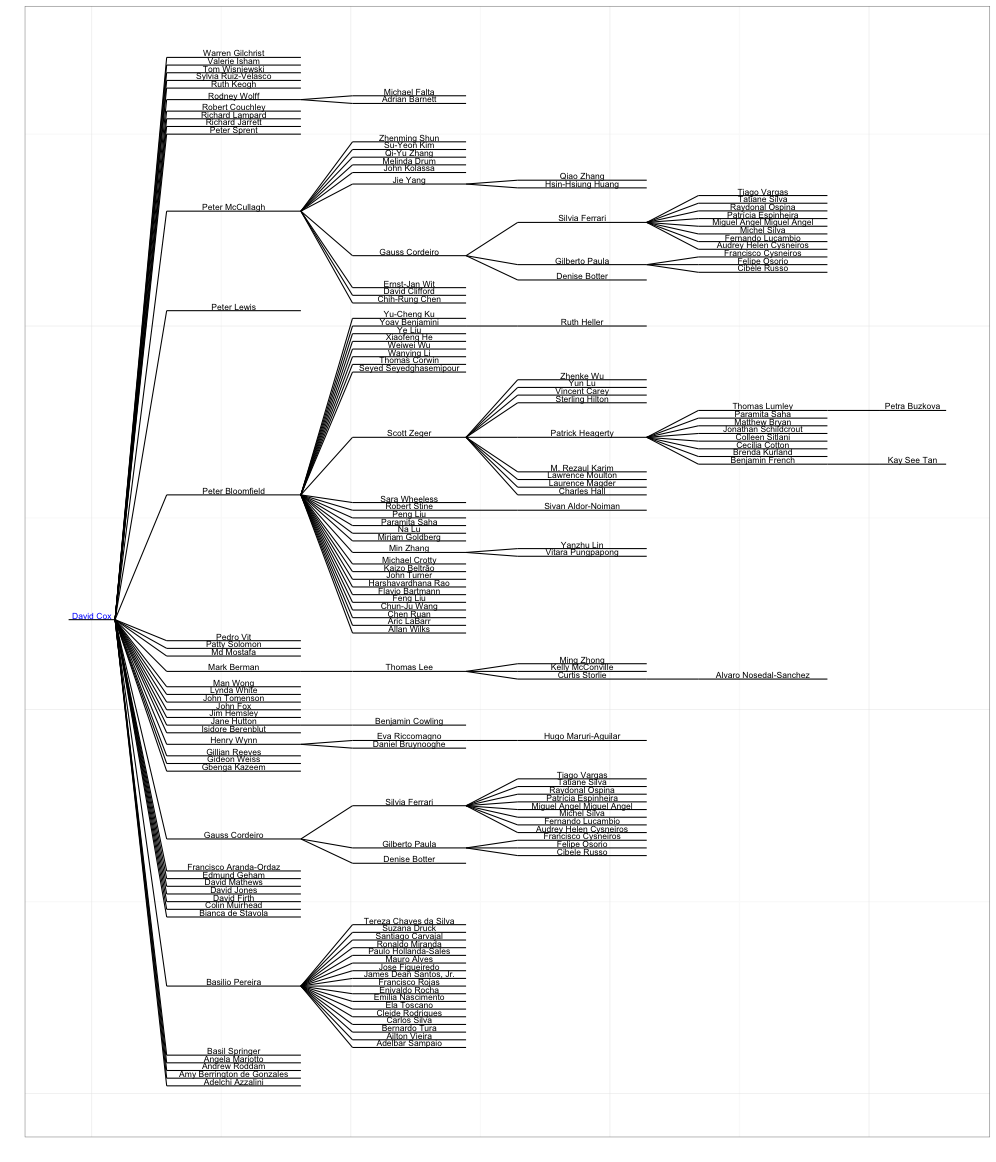 Warren Gilchrist
Valerie Isham
Tom Wisniewski
Sylvia Ruiz-Velasco
Ruth Keogh
Rodney Wolff
Michael Falta
Adrian Barnett
Robert Couchley
Richard Lampard
Richard Jarrett
Peter Sprent
Peter McCullagh
Zhenming Shun
Su-Yeon Kim
Qi-Yu Zhang
Melinda Drum
John Kolassa
Jie Yang
Qiao Zhang
Hsin-Hsiung Huang
Gauss Cordeiro
Silvia Ferrari
Tiago Vargas
Tatiane Silva
Raydonal Ospina
Patricia Espinheira
Miguel Angel Miguel Angel
Michel Silva
Fernando Lucambio
Audrey Helen Cysneiros
Gilberto Paula
Francisco Cysneiros
Felipe Osorio
Cibele Russo
Denise Botter
Ernst-Jan Wit
David Clifford
Chih-Rung Chen
Peter Lewis
Peter Bloomfield
Yu-Cheng Ku
Yoav Benjamini
Ruth Heller
Ye Liu
Xiaofeng He
Weiwei Wu
Wanying Li
Thomas Corwin
Seyed Seyedghasemipour
Scott Zeger
Zhenke Wu
Yun Lu
Vincent Carey
Sterling Hilton
Patrick Heagerty
Thomas Lumley
Petra Buzkova
Paramita Saha
Matthew Bryan
Jonathan Schildcrout
Colleen Sitlani
Cecilia Cotton
Brenda Kurland
Benjamin French
Kay See Tan
M. Rezaul Karim
Lawrence Moulton
Laurence Magder
Charles Hall
Sara Wheeless
Robert Stine
Sivan Aldor-Noiman
Peng Liu
Paramita Saha
Na Lu
Miriam Goldberg
Min Zhang
Yanzhu Lin
Vitara Pungpapong
Michael Crotty
Kaizo Beltrão
John Turner
Harshavardhana Rao
Flavio Bartmann
Feng Liu
Chun-Ju Wang
Chen Ruan
Aric LaBarr
Allan Wilks
David Cox
Pedro Vit
Patty Solomon
Md Mostafa
Mark Berman
Thomas Lee
Ming Zhong
Kelly McConville
Curtis Storlie
Alvaro Nosedal-Sanchez
Man Wong
Lynda White
John Tomenson
John Fox
Jim Hemsley
Jane Hutton
Benjamin Cowling
Isidore Berenblut
Henry Wynn
Eva Riccomagno
Hugo Maruri-Aguilar
Daniel Bruynooghe
Gillian Reeves
Gideon Weiss
Gbenga Kazeem
Gauss Cordeiro
Silvia Ferrari
Tiago Vargas
Tatiane Silva
Raydonal Ospina
Patricia Espinheira
Miguel Angel Miguel Angel
Michel Silva
Fernando Lucambio
Audrey Helen Cysneiros
Gilberto Paula
Francisco Cysneiros
Felipe Osorio
Cibele Russo
Denise Botter
Francisco Aranda-Ordaz
Edmund Geham
David Mathews
David Jones
David Firth
Colin Muirhead
Bianca de Stavola
Basilio Pereira
Tereza Chaves da Silva
Suzana Druck
Santiago Carvajal
Ronaldo Miranda
Paulo Hollanda-Sales
Mauro Alves
Jose Figueiredo
James Dean Santos, Jr.
Francisco Rojas
Enivaldo Rocha
Emilia Nascimento
Ela Toscano
Cleide Rodrigues
Carlos Silva
Bernardo Tura
Ailton Vieira
Adelbar Sampaio
Basil Springer
Angela Mariotto
Andrew Roddam
Amy Berrington de Gonzales
Adelchi Azzalini